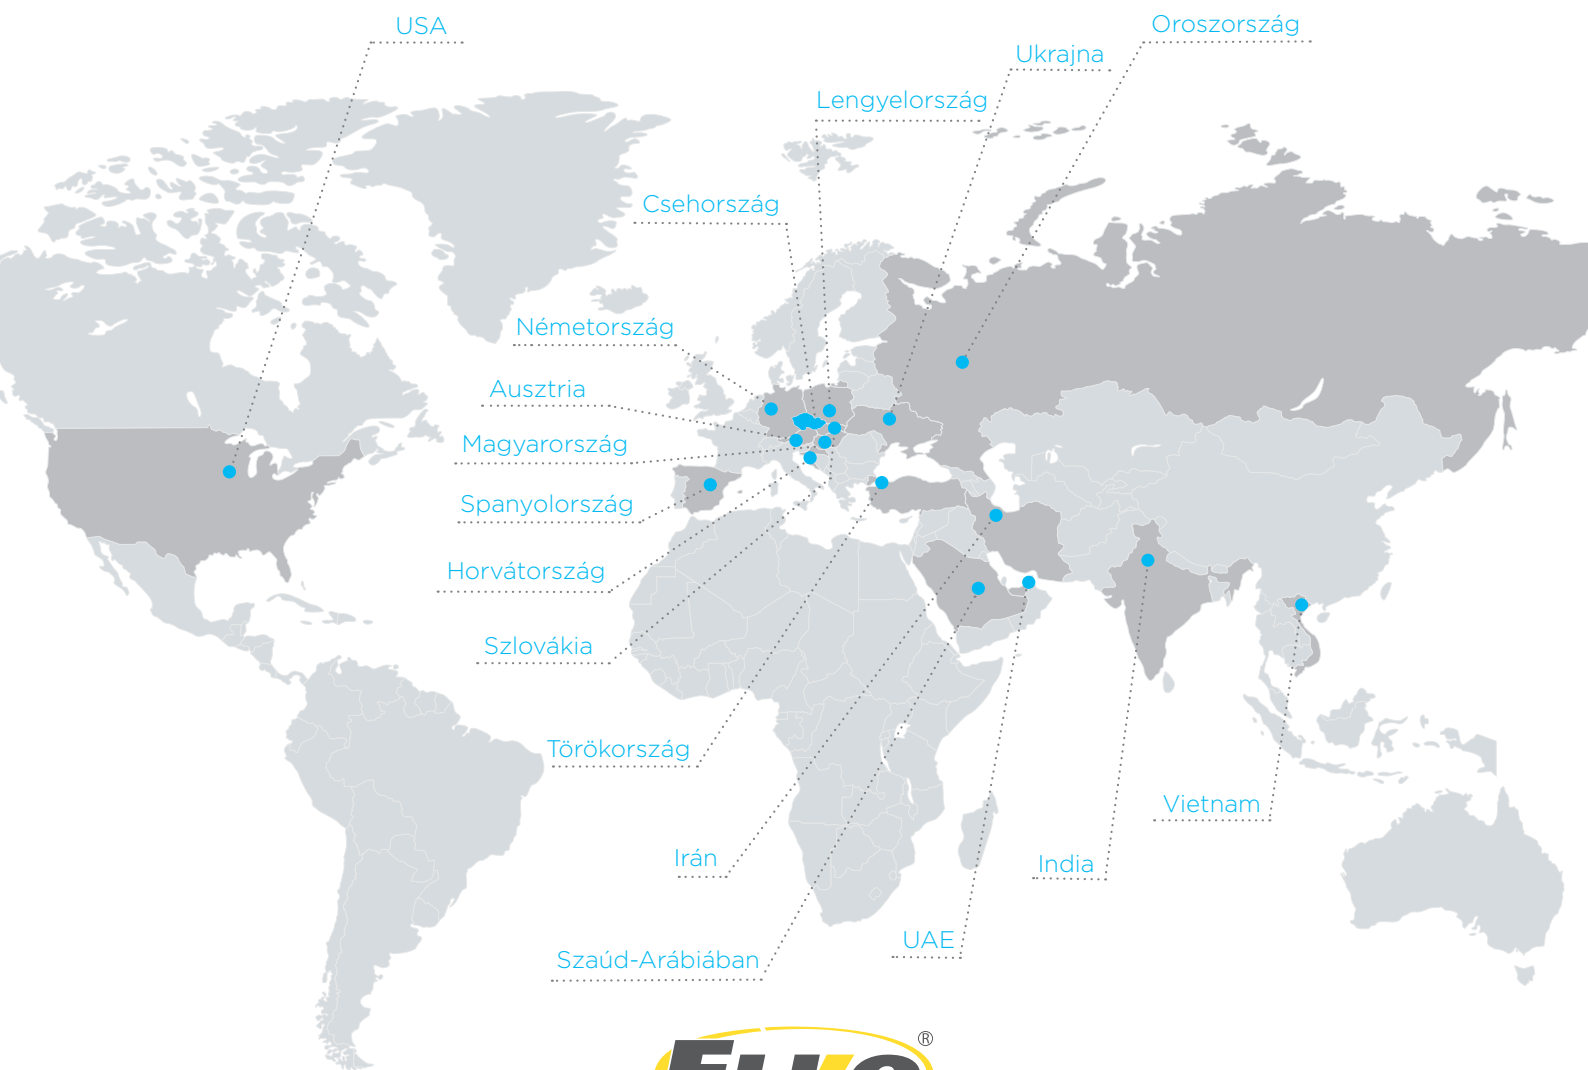 USA
Oroszország
Ukrajna
Lengyelország
Csehország
Németország
Ausztria
Magyarország
Spanyolország
Horvátország
Szlovákia
Törökország
Vietnam
Irán
India
UAE
Szaúd-Arábiában
®